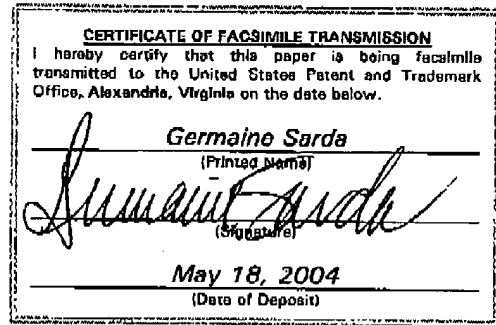 CERTIFICATE OF FACSIMILE TRANSMISSION
I hereby certify that this paper is being facsimile
transmitted to the United States Patent and Trademark
Office, Alexandria, Virginia on the date below.
Germaine Sarda
(Printed Name)
Germaine Sarda
(Signature)
May 18, 2004
(Date of Deposit)